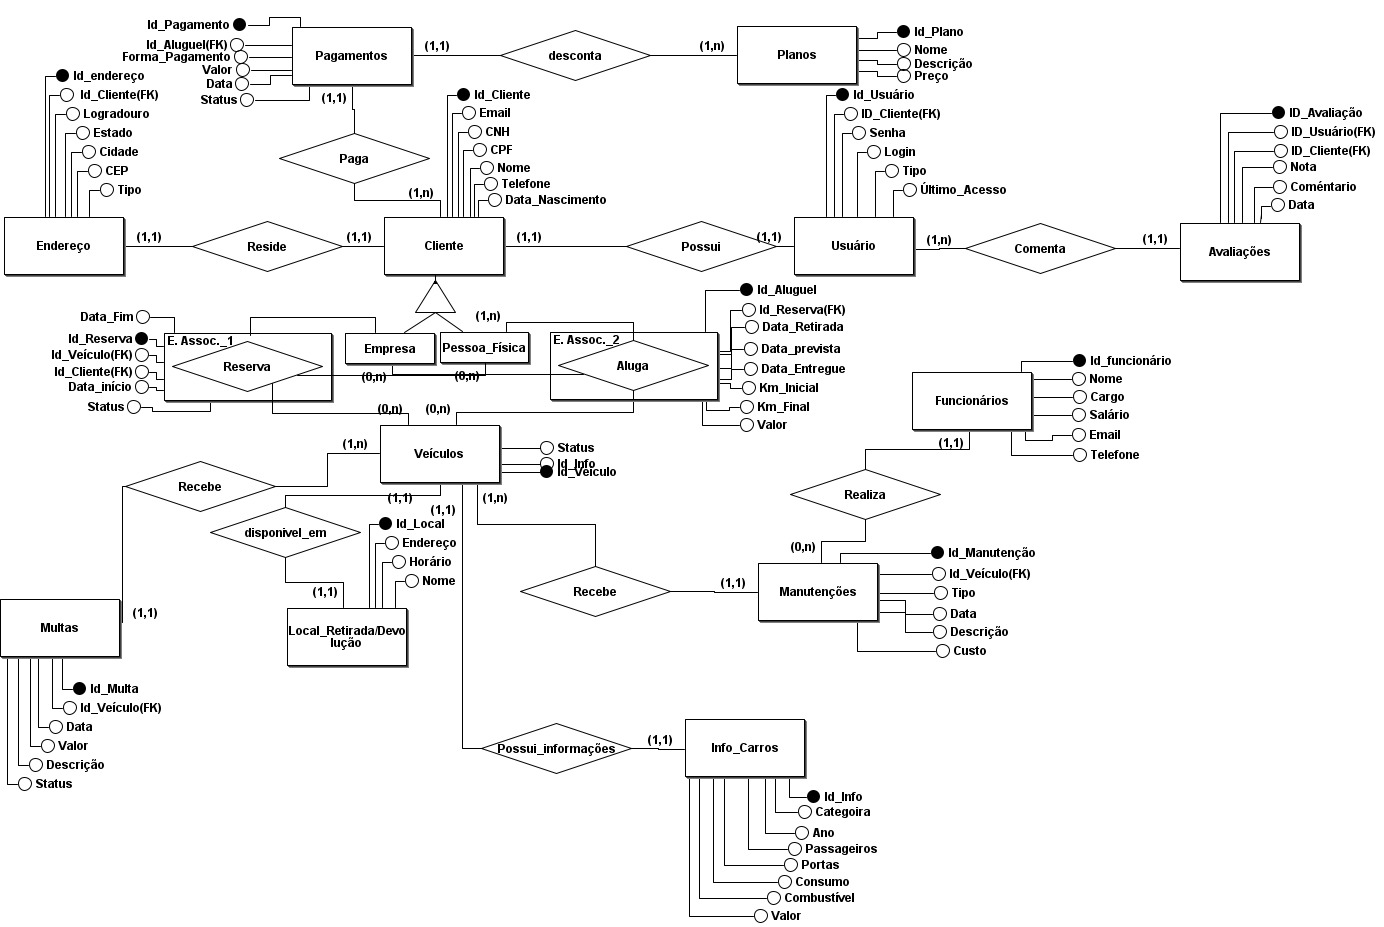 Id_Pagamento
Id_Aluguel(FK)
Forma_Pagamento
Valor
Data
Status
Pagamentos
(1,1)
desconta
(1,n)
Planos
Id_Plano
Nome
Descrição
Preço
(1,1)
Paga
(1,n)
Id_endereço
Id_Cliente(FK)
Logradouro
Estado
Cidade
CEP
Tipo
Endereço
(1,1)
Reside
(1,1)
Id_Cliente
Email
CNH
CPF
Nome
Telefone
Data_Nascimento
Cliente
(1,1)
Possui
(1,1)
Id_Usuário
ID_Cliente(FK)
Senha
Login
Tipo
Último_Acesso
Usuário
(1,n)
Comenta
(1,1)
ID_Avaliação
ID_Usuário(FK)
ID_Cliente(FK)
Nota
Coméntario
Data
Avaliações
Data_Fim
Id_Reserva
Id_Veículo(FK)
Id_Cliente(FK)
Data_início
Status
E. Assoc._1
Reserva
Empresa
Pessoa_Física
(1,n)
(0,n)
(0,n)
E. Assoc._2
Aluga
Id_Aluguel
Id_Reserva(FK)
Data_Retirada
Data_prevista
Data_Entregue
Km_Inicial
Km_Final
Valor
(0,n)
(0,n)
Id_funcionário
Nome
Cargo
Salário
Email
Telefone
Funcionários
(1,1)
Realiza
(0,n)
(1,n)
Veículos
Status
Id_Info
Id_Veículo
Recebe
(1,1)
(1,1)
(1,1)
(1,n)
disponivel_em
(1,1)
Id_Local
Endereço
Horário
Nome
Local_Retirada/Devo
lução
Recebe
(1,1)
Manutenções
Id_Manutenção
Id_Veículo(FK)
Tipo
Data
Descrição
Custo
Multas
Id_Multa
Id_Veículo(FK)
Data
Valor
Descrição
Status
Possui_informações
(1,1)
Info_Carros
Id_Info
Categoira
Ano
Passageiros
Portas
Consumo
Combustível
Valor